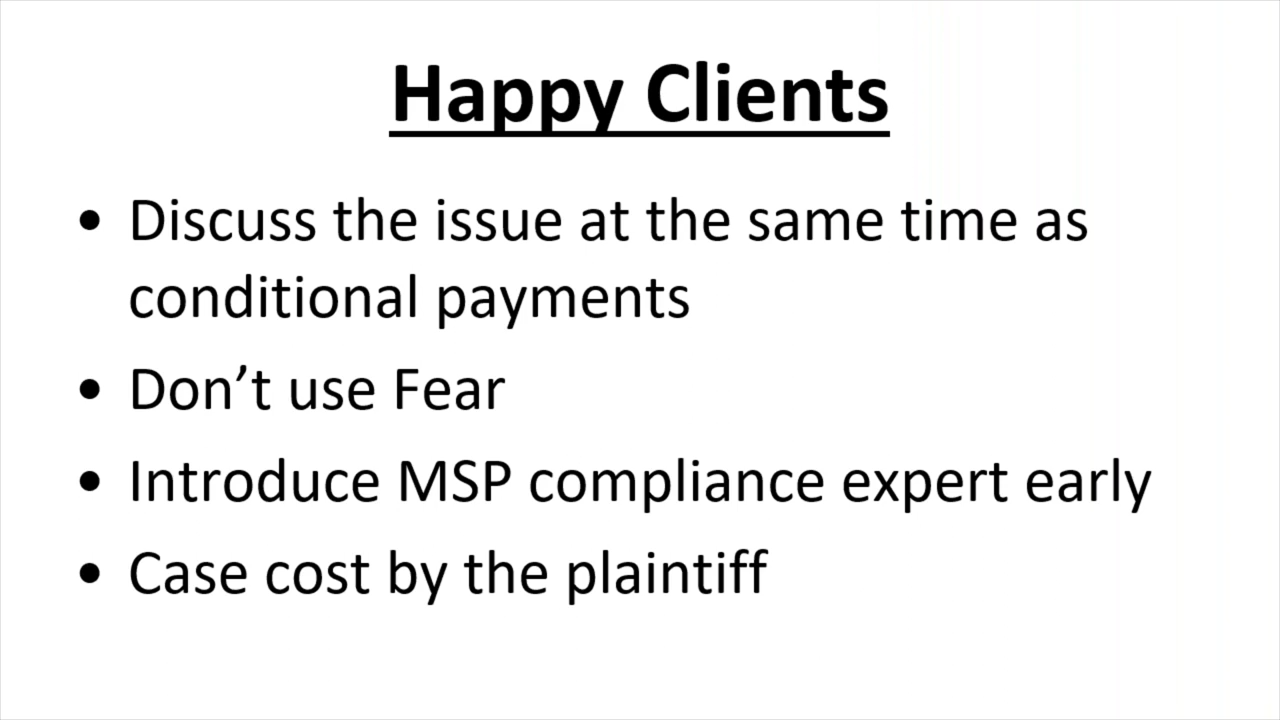 Happy Clients
• Discuss the issue at the same time as
conditional payments
• Don’t use Fear
• Introduce MSP compliance expert early
• Case cost by the plaintiff